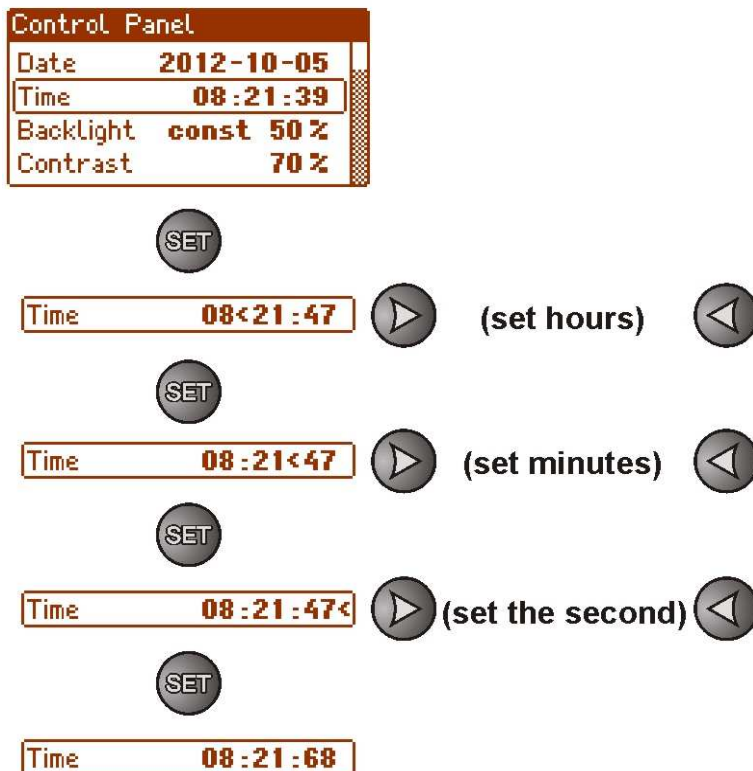 Control Panel
Date 2012-10-05
Time 08:21:39
Backlight const 50%
Contrast 70%
SET
Time 08<21:47 (set hours)
SET
Time 08:21<47 (set minutes)
SET
Time 08:21:47< (set the second)
SET
Time 08:21:68